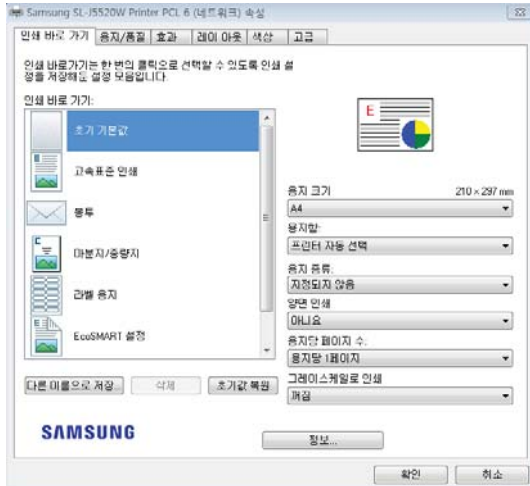 Samsung SL-J5520W Printer PCL 6 (네트워크) 속성
인쇄 바로 가기 용지/품질 효과 레이 아웃 색상 고급
인쇄 바로가기는 한 번의 클릭으로 선택할 수 있도록 인쇄 설
정을 저장해둔 설정 모음입니다.
인쇄 바로 가기:
초기 기본값
고속표준 인쇄
봉투
마분지/중량지
라벨 용지
EcoSMART 설정
다른 이름으로 저장... 삭제 초기값 복원
E
용지 크기 210 × 297 mm
A4
용지함:
프린터 자동 선택
용지 종류:
지정되지 않음
양면 인쇄
아니요
용지당 페이지 수:
용지당 1페이지
그레이스케일로 인쇄
꺼짐
SAMSUNG
정보...
확인 취소